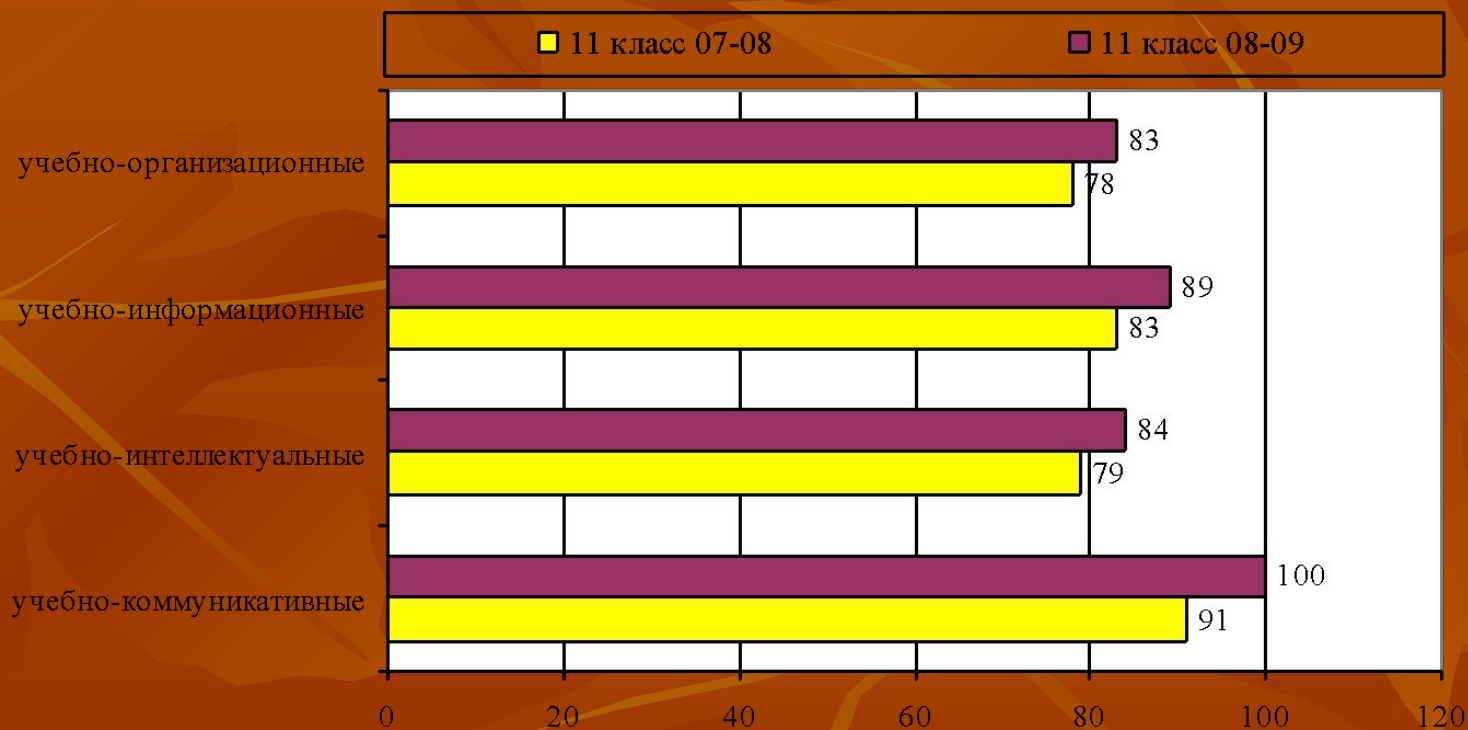 11 класс 07-08 11 класс 08-09
учебно-организационные
83
78
учебно-информационные
89
83
учебно-интеллектуальные
84
79
учебно-коммуникативные
100
91
0 20 40 60 80 100 120